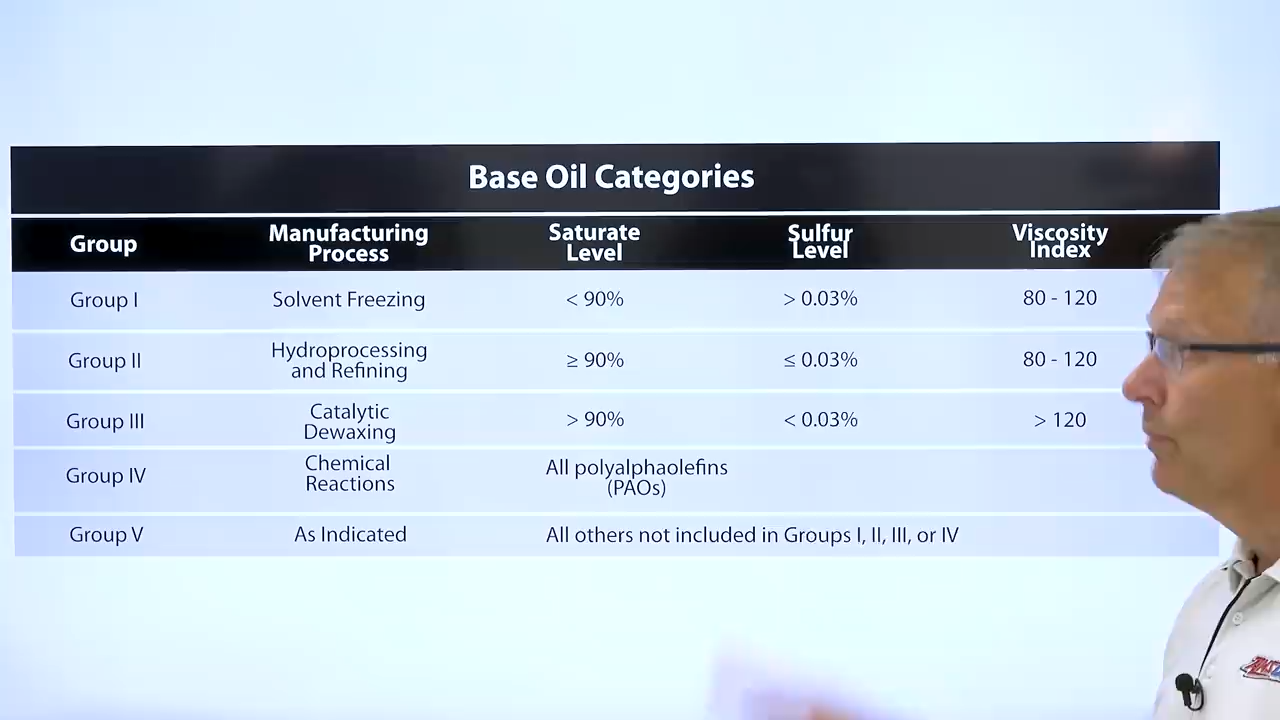 Base Oil Categories
Group
Manufacturing
Process
Saturate
Level
Sulfur
Level
Viscosity
Index
Group I
Solvent Freezing
< 90%
> 0.03%
80 - 120
Group II
Hydroprocessing
and Refining
≥ 90%
≤ 0.03%
80 - 120
Group III
Catalytic
Dewaxing
> 90%
< 0.03%
> 120
Group IV
Chemical
Reactions
All polyalphaolefins
(PAOs)
Group V
As Indicated
All others not included in Groups I, II, III, or IV